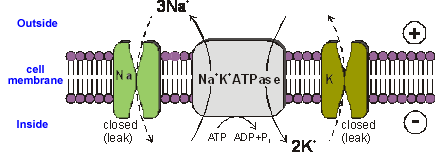 Outside
3Na⁺
+
cell
membrane
Na
Na⁺K⁺ATPase
K
Inside
closed
(leak)
ATP
ADP+Pᵢ
2K⁺
closed
(leak)
−